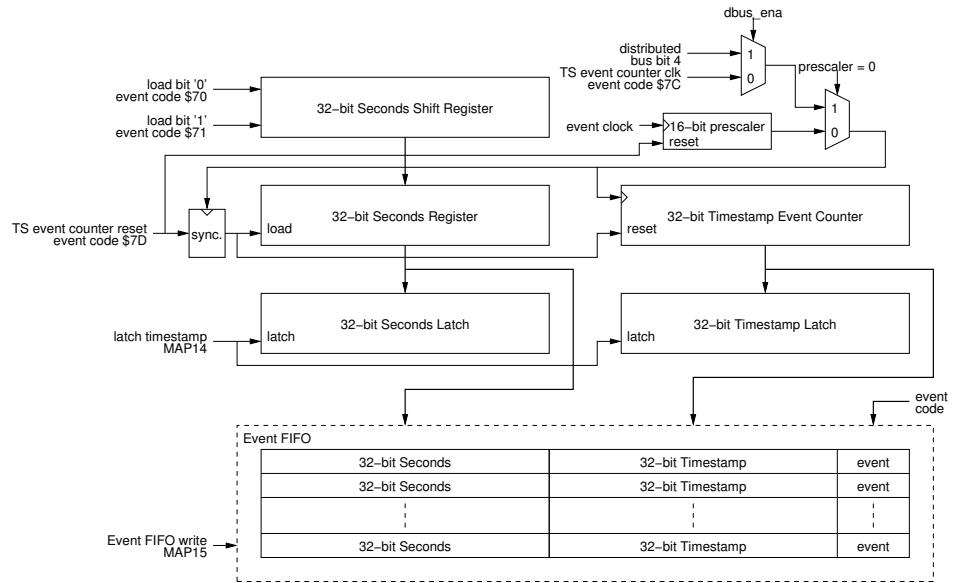 dbus_ena
distributed
bus bit 4
TS event counter clk
event code $7C
1
0
prescaler = 0
1
0
load bit '0'
event code $70
load bit '1'
event code $71
32−bit Seconds Shift Register
event clock
16−bit prescaler
reset
TS event counter reset
event code $7D
sync.
32−bit Seconds Register
load
32−bit Timestamp Event Counter
reset
latch timestamp
MAP14
32−bit Seconds Latch
latch
32−bit Timestamp Latch
latch
event
code
Event FIFO
32−bit Seconds 32−bit Timestamp event
32−bit Seconds 32−bit Timestamp event
Event FIFO write
MAP15
32−bit Seconds 32−bit Timestamp event